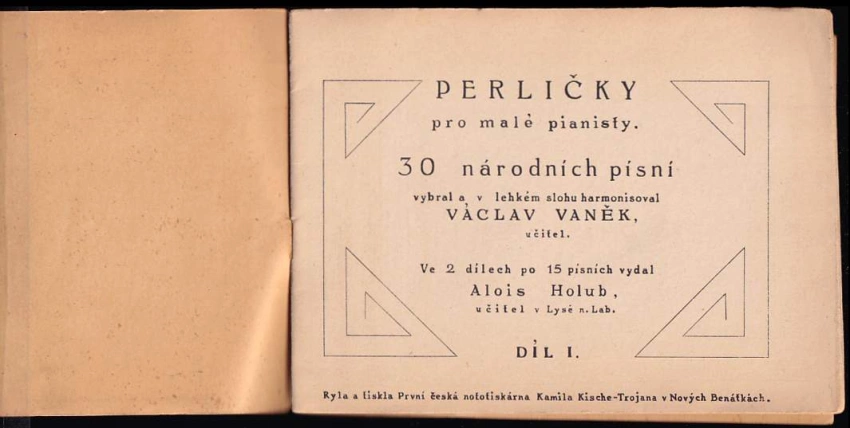 PERLIČKY
pro malé pianisty.
30 národních písní
vybral a v lehkém slohu harmonisoval
VÁCLAV VANĚK,
učitel.
Ve 2 dílech po 15 písních vydal
Alois Holub,
učitel v Lysé n. Lab.
DÍL I.
Ryla a tiskla První česká nototiskárna Kamila Kische-Trojana v Nových Benátkách.